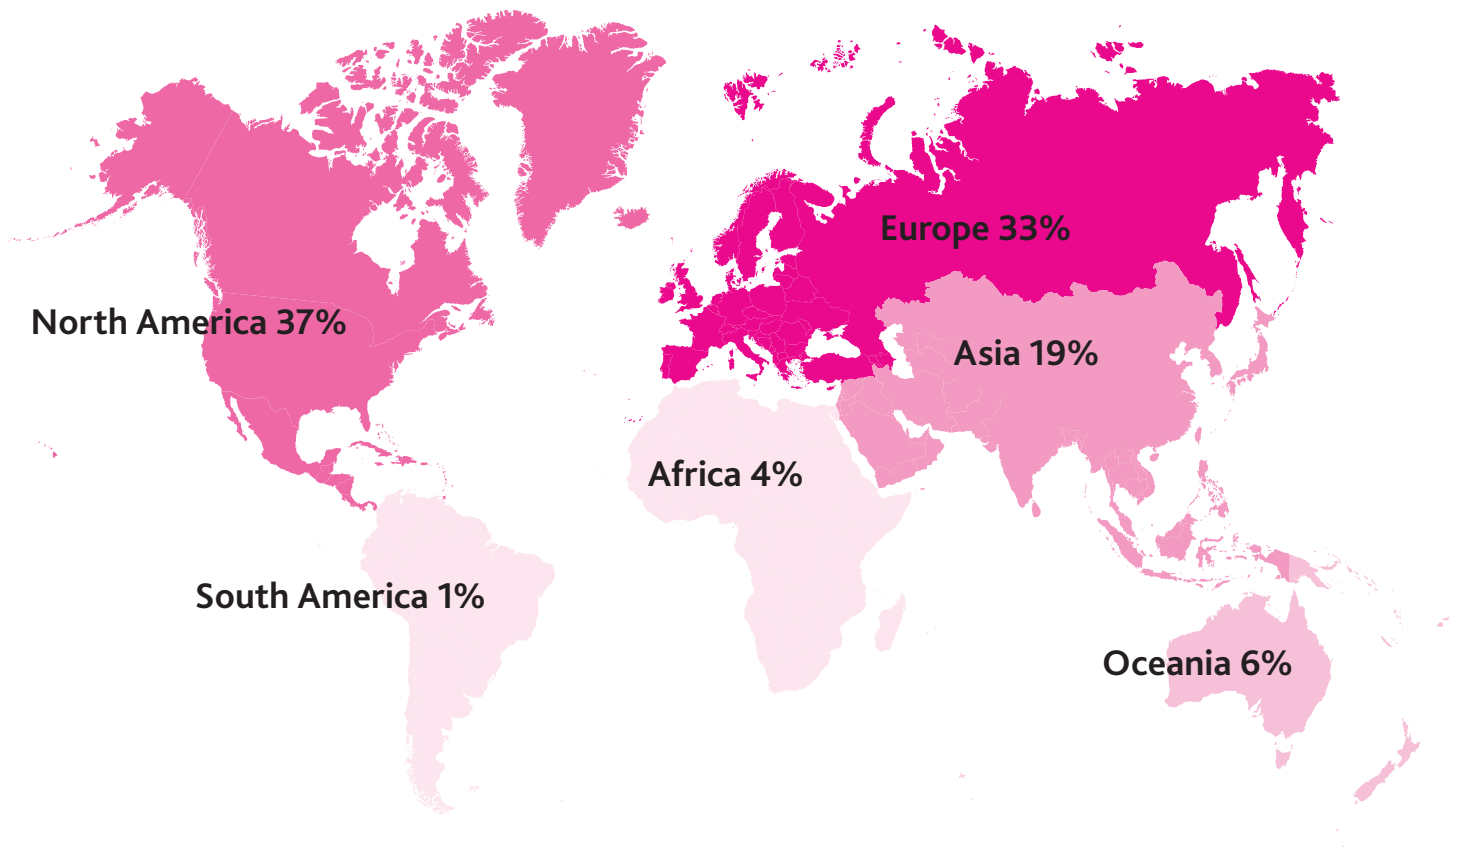 Europe 33%
North America 37%
Asia 19%
Africa 4%
South America 1%
Oceania 6%